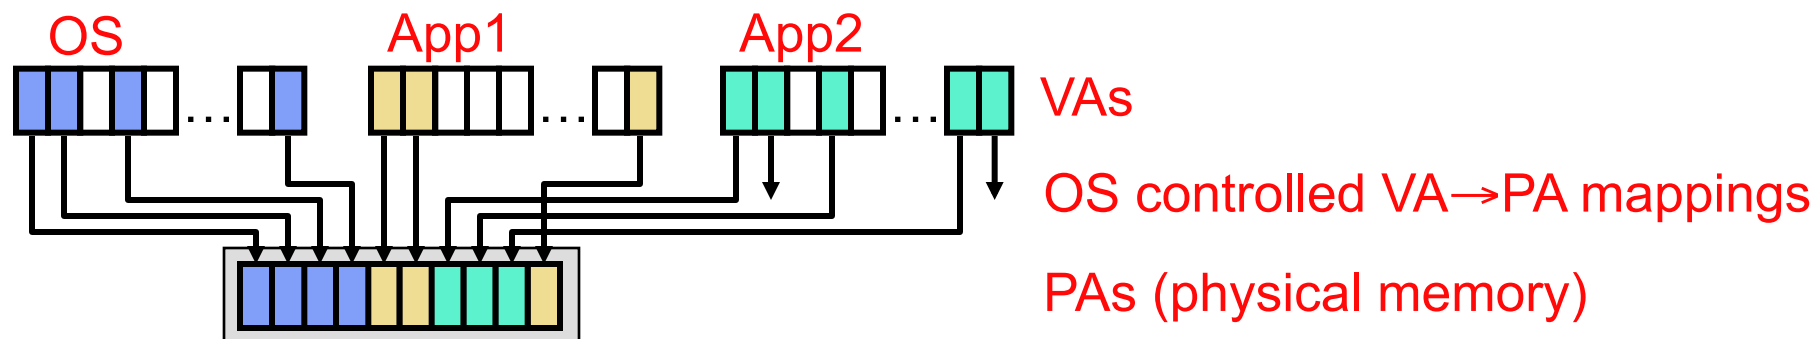 OS App1 App2
... ... ... VAs
OS controlled VA→PA mappings
PAs (physical memory)